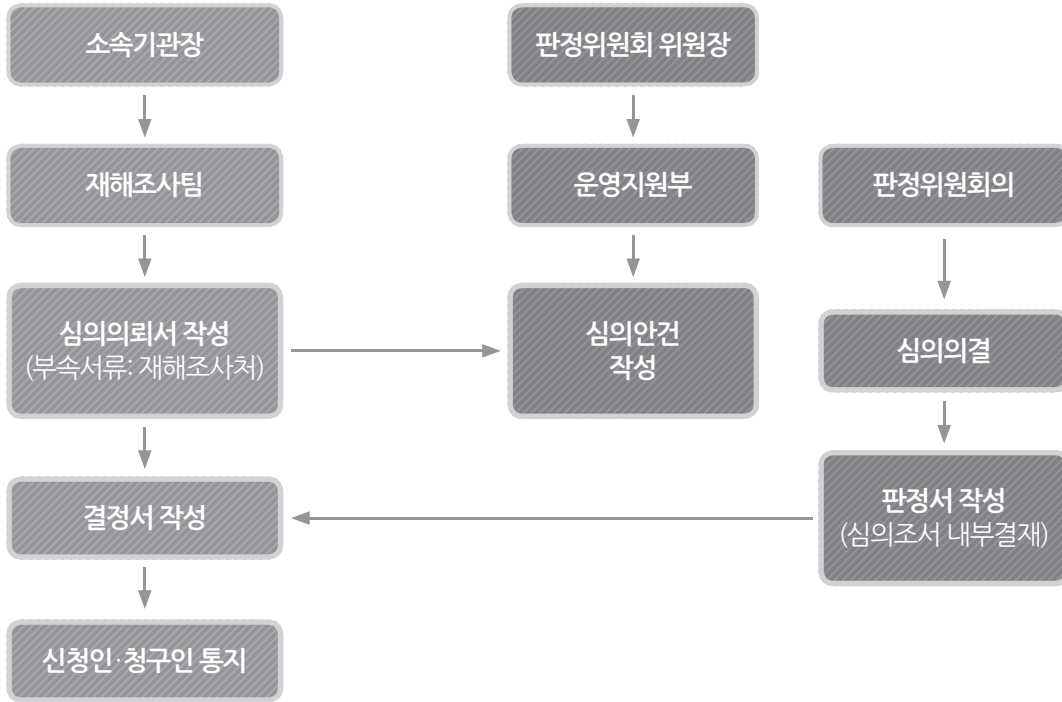 소속기관장
재해조사팀
심의의뢰서 작성
(부속서류: 재해조사처)
결정서 작성
신청인·청구인 통지
판정위원회 위원장
운영지원부
심의안건
작성
판정위원회의
심의의결
판정서 작성
(심의조서 내부결재)